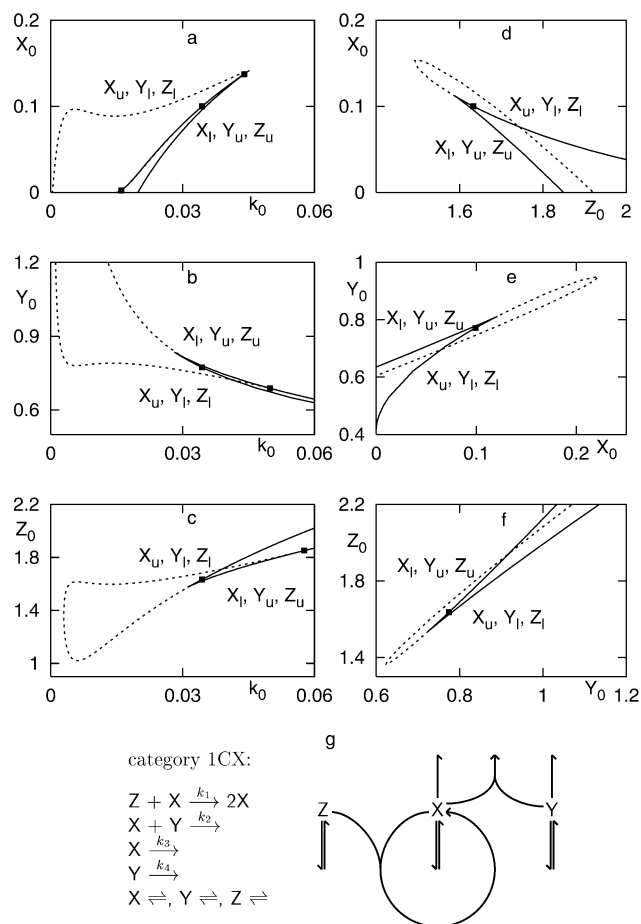 a
X₀
0.2
0.1
0
Xᵤ, Yₗ, Zₗ
Xₗ, Yᵤ, Zᵤ
0 0.03 0.06
k₀
d
X₀
0.2
0.1
0
Xᵤ, Yₗ, Zₗ
Xₗ, Yᵤ, Zᵤ
1.6 1.8 2
Z₀
b
Y₀
1.2
0.9
0.6
Xₗ, Yᵤ, Zᵤ
Xᵤ, Yₗ, Zₗ
0 0.03 0.06
k₀
e
Y₀
1
0.8
0.6
0.4
Xₗ, Yᵤ, Zᵤ
Xᵤ, Yₗ, Zₗ
0 0.1 0.2
X₀
c
Z₀
2.2
1.8
1.4
1
Xᵤ, Yₗ, Zₗ
Xₗ, Yᵤ, Zᵤ
0 0.03 0.06
k₀
f
Z₀
2.2
1.8
1.4
Xₗ, Yᵤ, Zᵤ
Xᵤ, Yₗ, Zₗ
0.6 0.8 1 1.2
Y₀
g
category 1CX:
Z + X —k₁→ 2X
X + Y —k₂→
X —k₃→
Y —k₄→
X ⇌, Y ⇌, Z ⇌
Z X Y